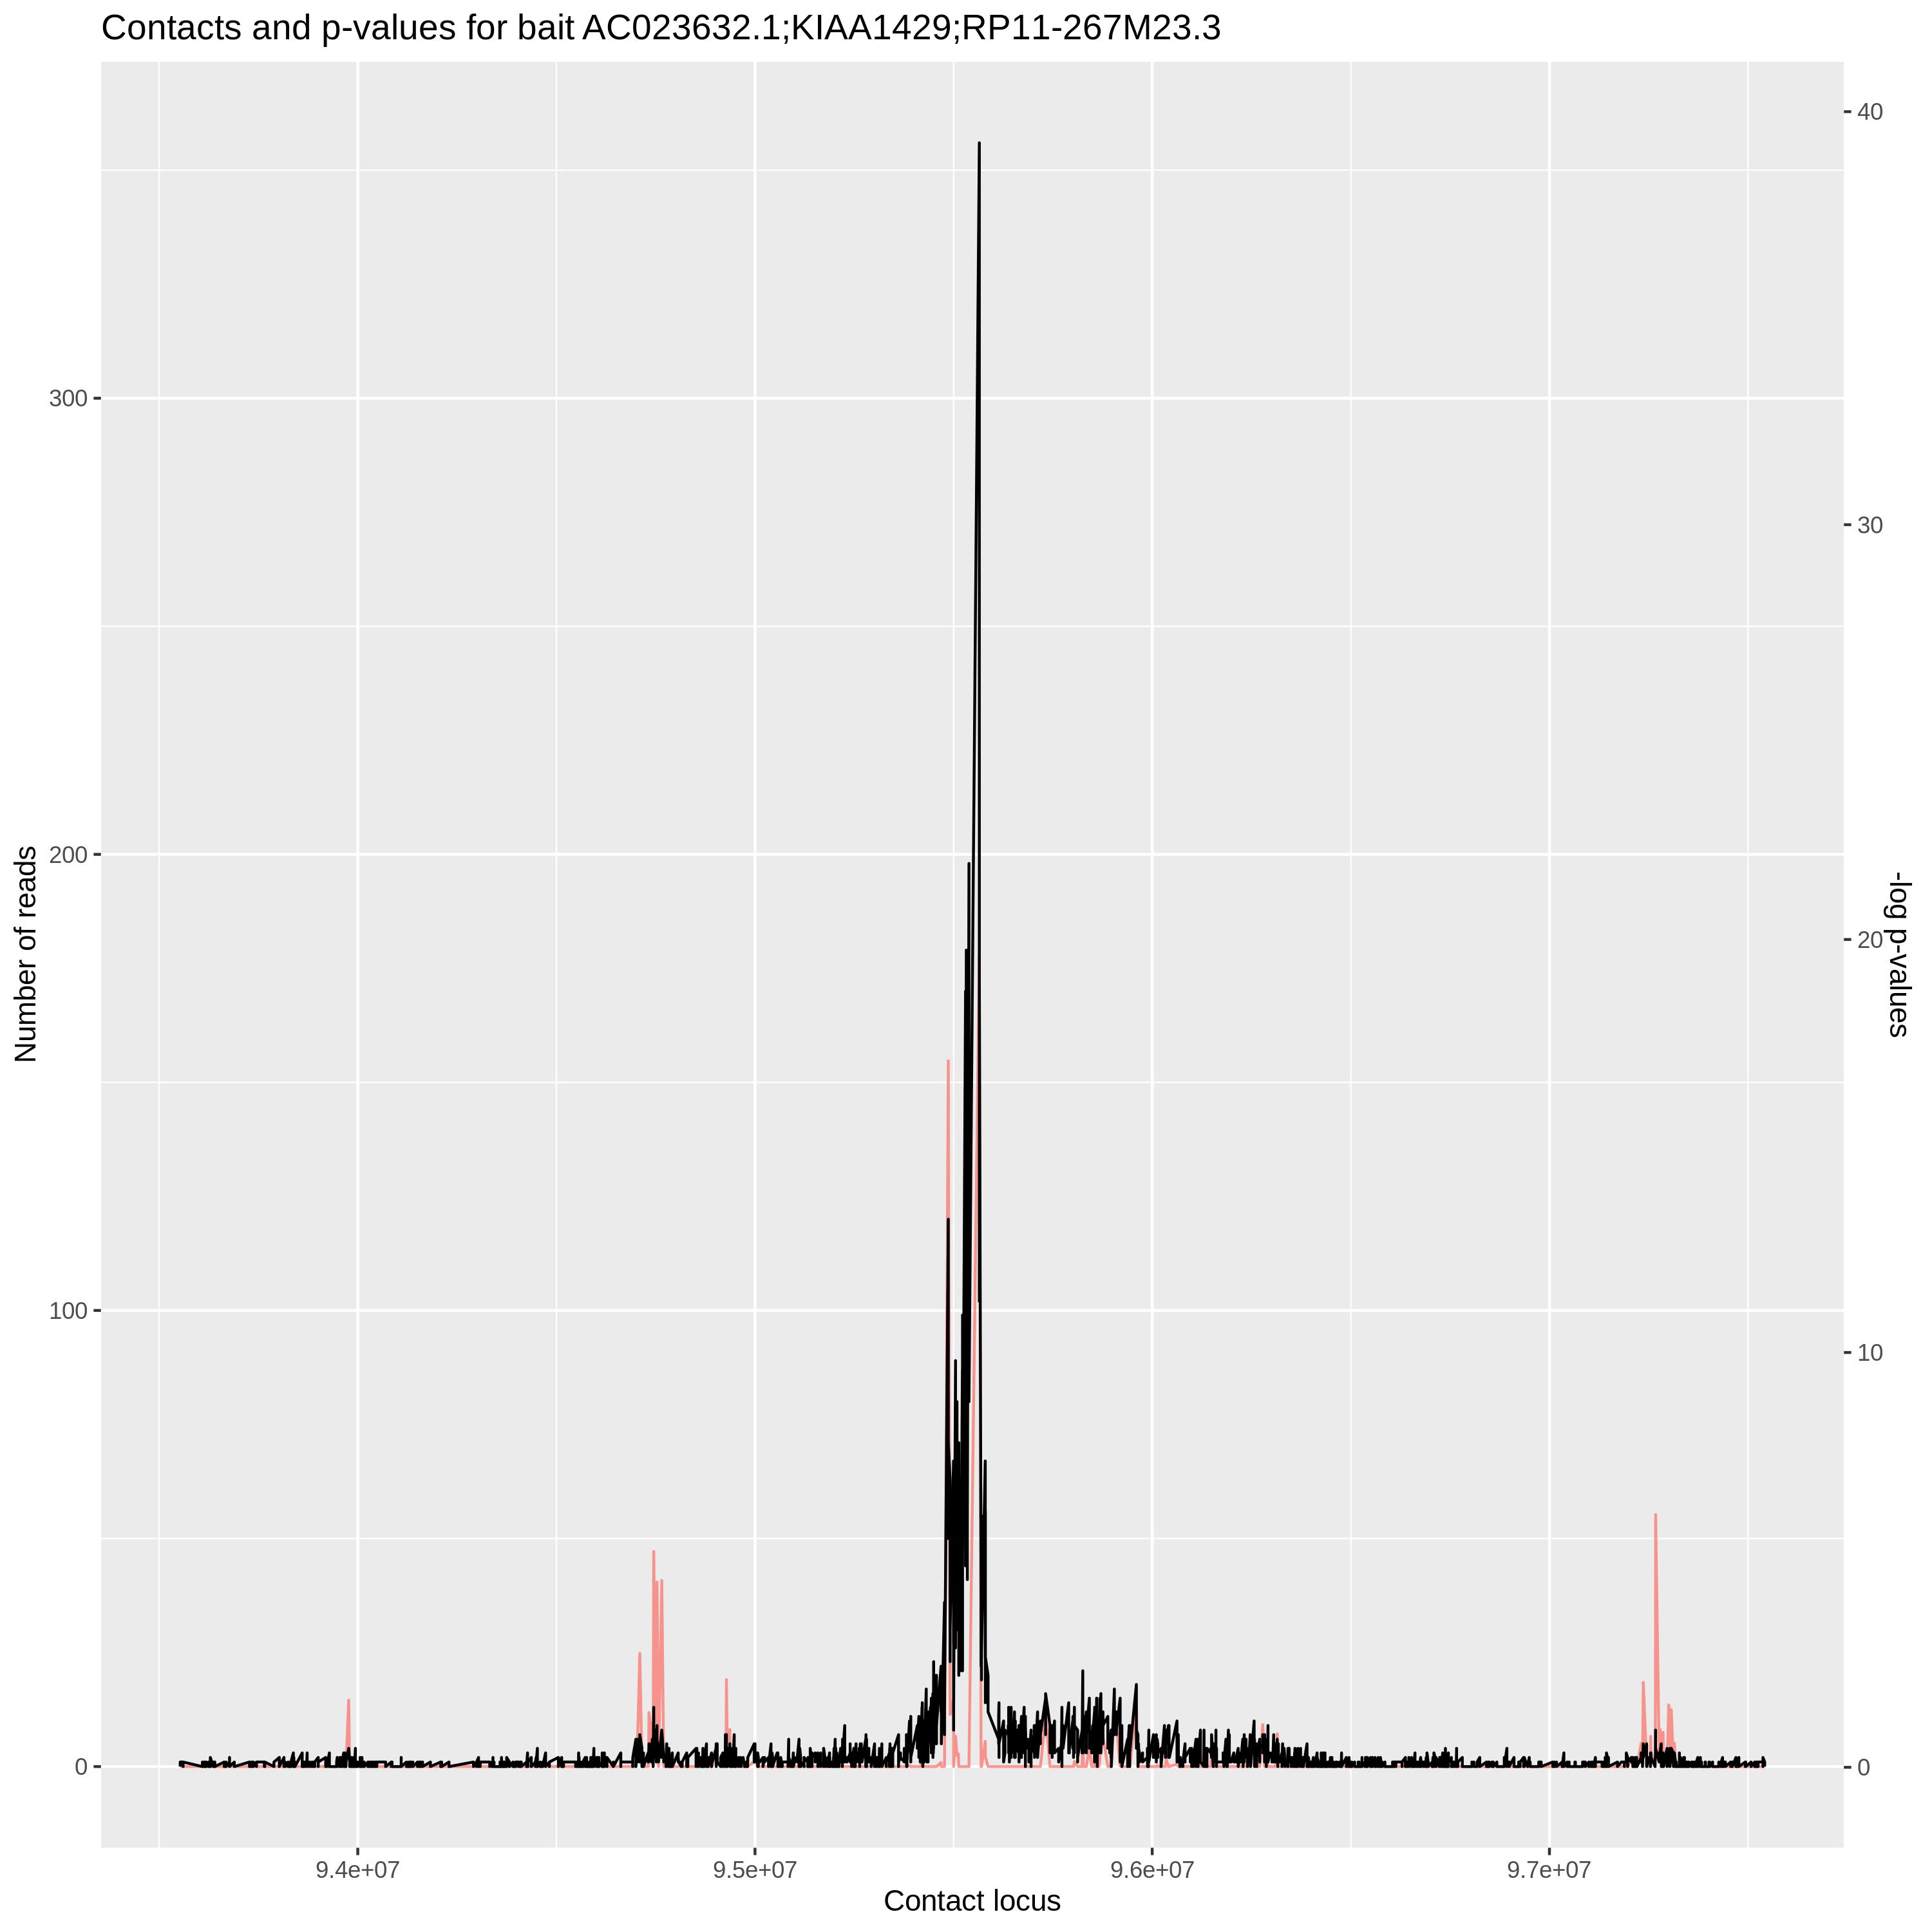 Contacts and p-values for bait AC023632.1;KIAA1429;RP11-267M23.3
Number of reads
300
200
100
0
40
30
20
10
0
-log p-values
9.4e+07
9.5e+07
9.6e+07
9.7e+07
Contact locus